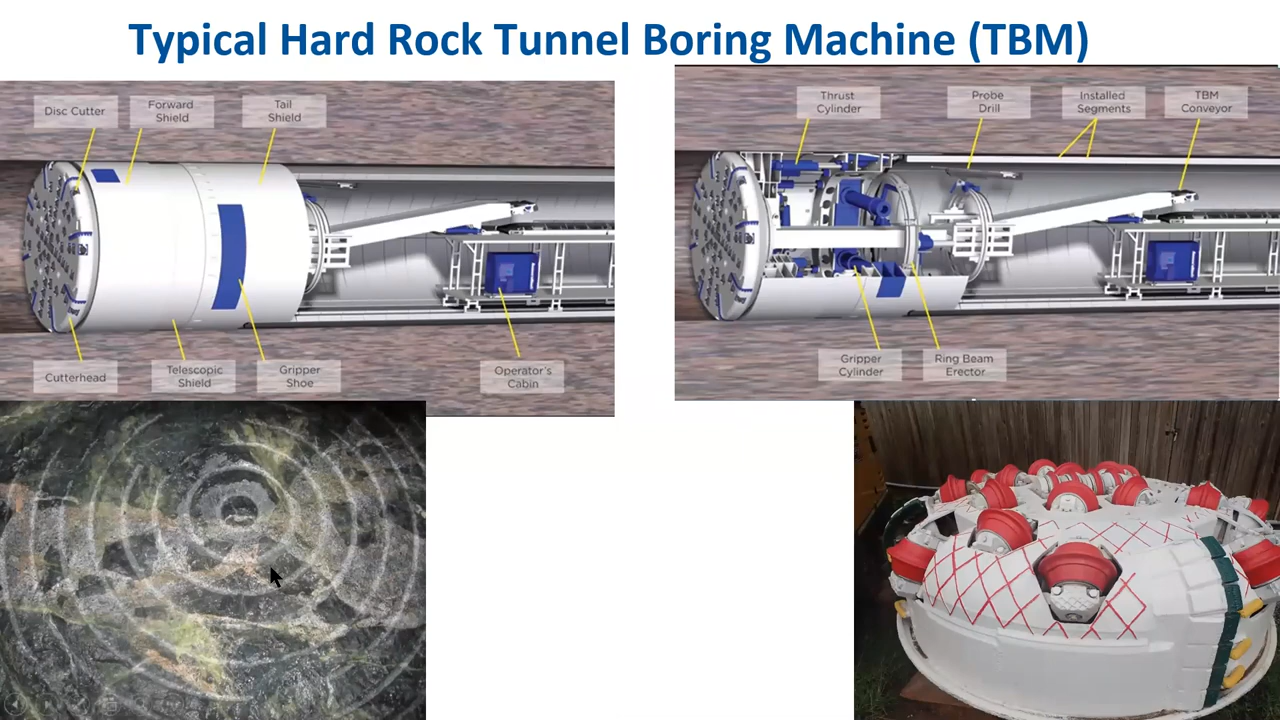 Typical Hard Rock Tunnel Boring Machine (TBM)
Disc Cutter
Forward
Shield
Tail
Shield
Telescopic
Shield
Cutterhead
Gripper
Shoe
Operator's
Cabin
Thrust
Cylinder
Probe
Drill
Installed
Segments
TBM
Conveyor
Gripper
Cylinder
Ring Beam
Erector